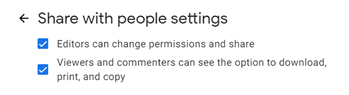 Share with people settings
Editors can change permissions and share
Viewers and commenters can see the option to download,
print, and copy